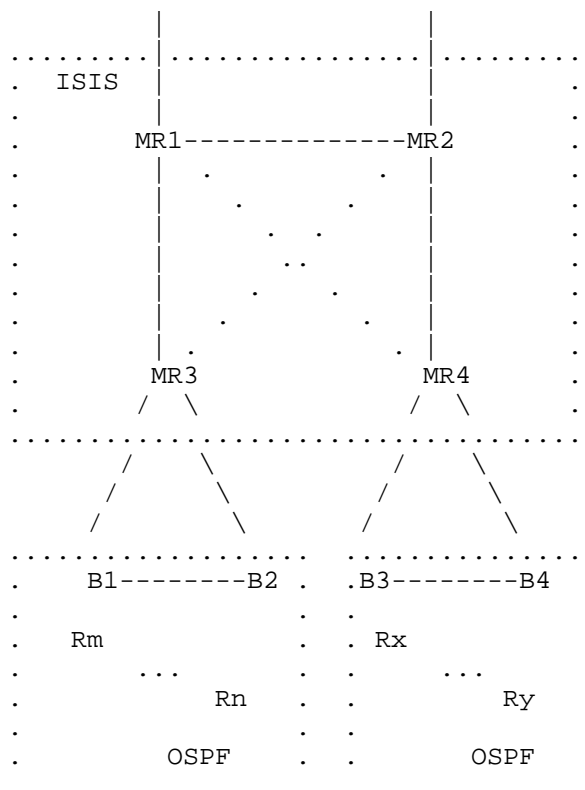 ISIS
MR1--------------MR2
MR3 MR4
B1--------B2 B3--------B4
Rm Rx
... ...
Rn Ry
OSPF OSPF